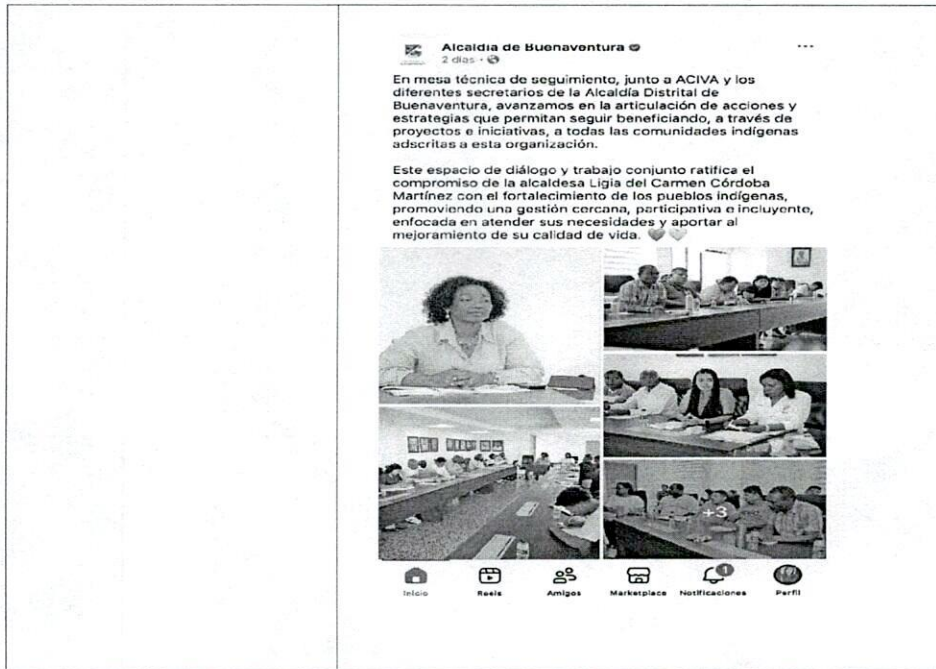 Alcaldía de Buenaventura
2 días
En mesa técnica de seguimiento, junto a ACIVA y los
diferentes secretarios de la Alcaldía Distrital de
Buenaventura, avanzamos en la articulación de acciones y
estrategias que permitan seguir beneficiando, a través de
proyectos e iniciativas, a todas las comunidades indígenas
adscritas a esta organización.
Este espacio de diálogo y trabajo conjunto ratifica el
compromiso de la alcaldesa Ligia del Carmen Córdoba
Martínez con el fortalecimiento de los pueblos indígenas,
promoviendo una gestión cercana, participativa e incluyente,
enfocada en atender sus necesidades y aportar al
mejoramiento de su calidad de vida.
+3
1
Inicio Reels Amigos Marketplace Notificaciones Perfil